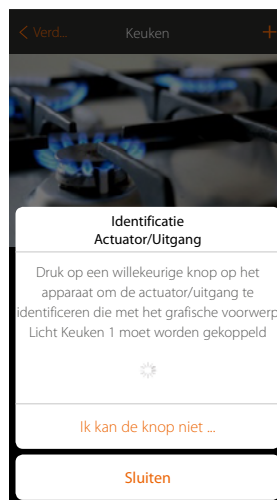 < Verd... Keuken +
Identificatie
Actuator/Uitgang
Druk op een willekeurige knop op het
apparaat om de actuator/uitgang te
identificeren die met het grafische voorwerp
Licht Keuken 1 moet worden gekoppeld
Ik kan de knop niet ...
Sluiten